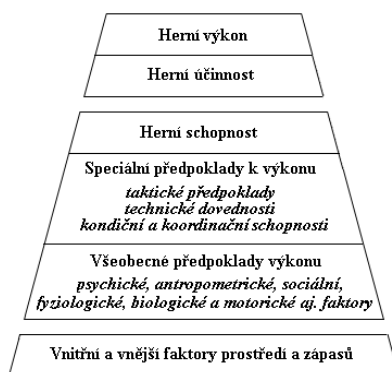 Herní výkon
Herní účinnost
Herní schopnost
Speciální předpoklady k výkonu
taktické předpoklady
technické dovednosti
kondiční a koordinační schopnosti
Všeobecné předpoklady výkonu
psychické, antropometrické, sociální,
fyziologické, biologické a motorické aj. faktory
Vnitřní a vnější faktory prostředí a zápasů